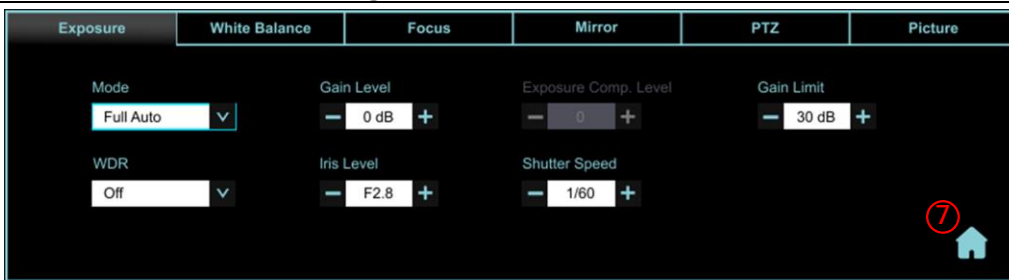 Exposure White Balance Focus Mirror PTZ Picture
Mode Gain Level Exposure Comp. Level Gain Limit
Full Auto 0 dB 0 30 dB
WDR Iris Level Shutter Speed
Off F2.8 1/60
⑦